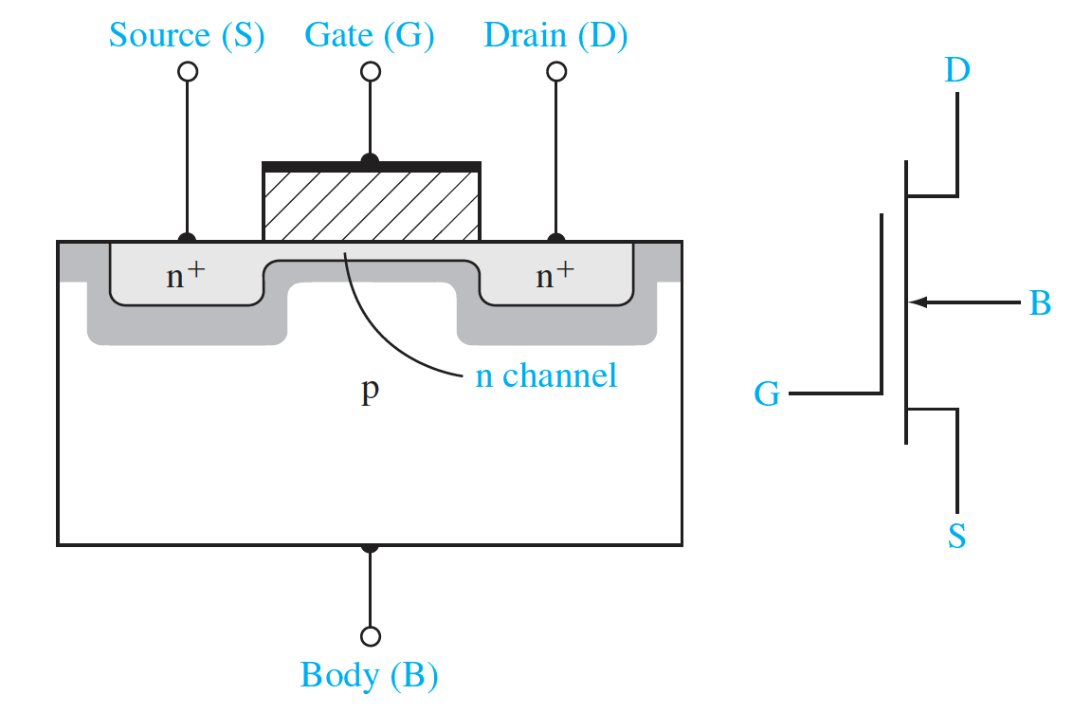 Source (S) Gate (G) Drain (D)
D
n+ n+
B
n channel
p
G
S
Body (B)